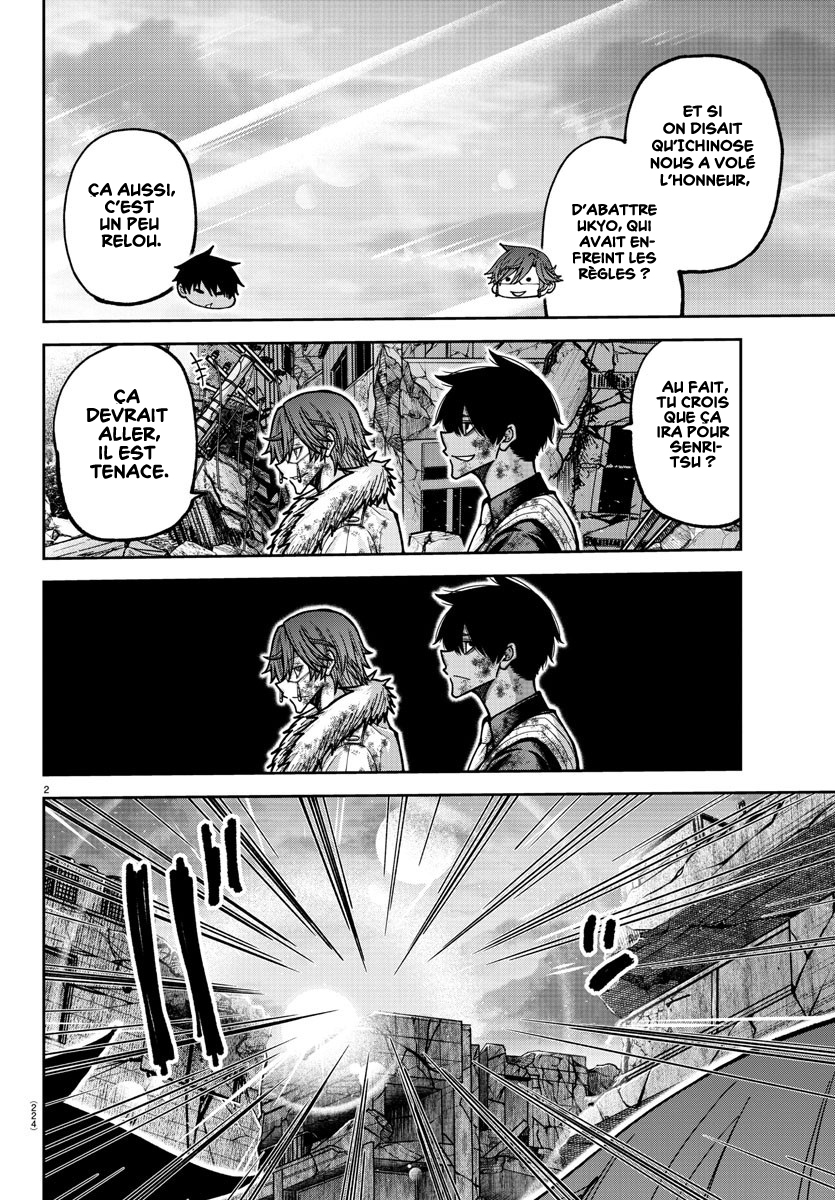 ET SI
ON DISAIT
QU'ICHINOSE
NOUS A VOLÉ
L'HONNEUR,
D'ABATTRE
UKYO, QUI
AVAIT EN-
FREINT LES
RÈGLES ?
ÇA AUSSI,
C'EST
UN PEU
RELOU.
AU FAIT,
TU CROIS
QUE ÇA
IRA POUR
SENRI-
TSU ?
ÇA
DEVRAIT
ALLER,
IL EST
TENACE.
2
(224)